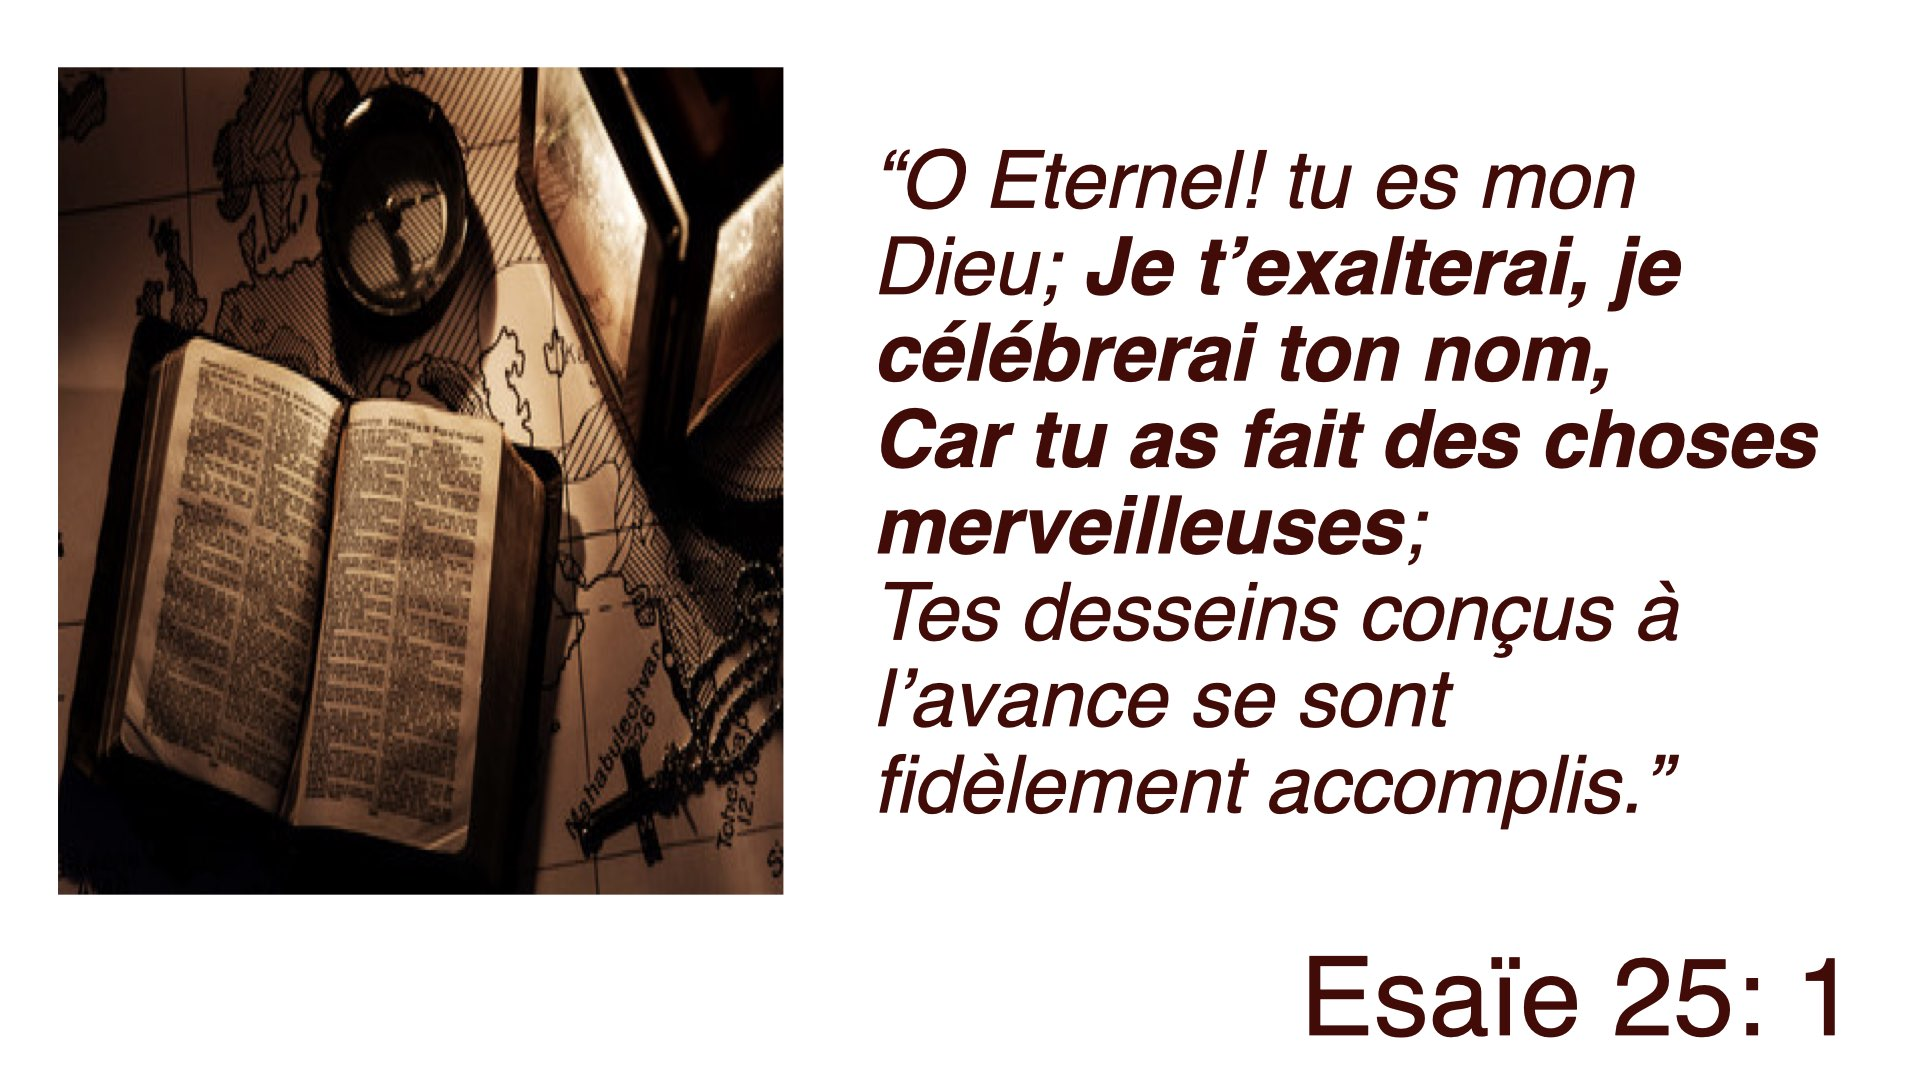 “O Eternel! tu es mon
Dieu; Je t’exalterai, je
célébrerai ton nom,
Car tu as fait des choses
merveilleuses;
Tes desseins conçus à
l’avance se sont
fidèlement accomplis.”
Esaïe 25: 1